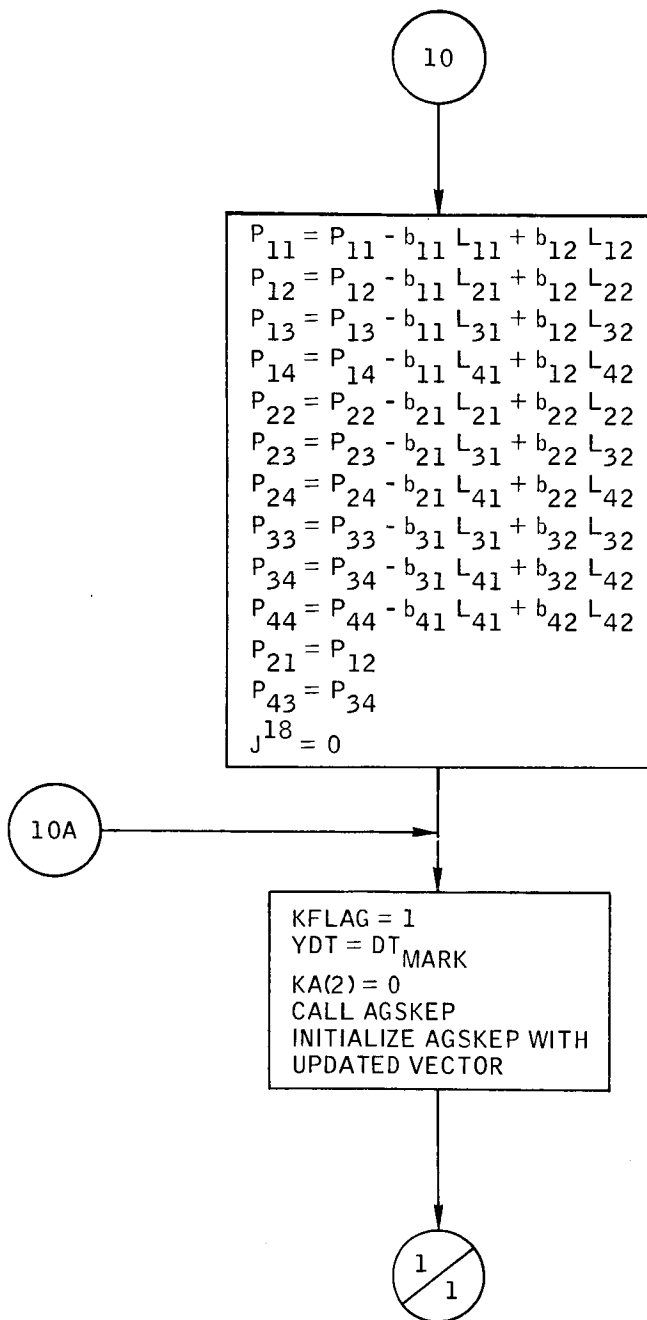 10
P₁₁ = P₁₁ - b₁₁ L₁₁ + b₁₂ L₁₂
P₁₂ = P₁₂ - b₁₁ L₂₁ + b₁₂ L₂₂
P₁₃ = P₁₃ - b₁₁ L₃₁ + b₁₂ L₃₂
P₁₄ = P₁₄ - b₁₁ L₄₁ + b₁₂ L₄₂
P₂₂ = P₂₂ - b₂₁ L₂₁ + b₂₂ L₂₂
P₂₃ = P₂₃ - b₂₁ L₃₁ + b₂₂ L₃₂
P₂₄ = P₂₄ - b₂₁ L₄₁ + b₂₂ L₄₂
P₃₃ = P₃₃ - b₃₁ L₃₁ + b₃₂ L₃₂
P₃₄ = P₃₄ - b₃₁ L₄₁ + b₃₂ L₄₂
P₄₄ = P₄₄ - b₄₁ L₄₁ + b₄₂ L₄₂
P₂₁ = P₁₂
P₄₃ = P₃₄
J¹⁸ = 0
10A
KFLAG = 1
YDT = DT_MARK
KA(2) = 0
CALL AGSKEP
INITIALIZE AGSKEP WITH
UPDATED VECTOR
1/1